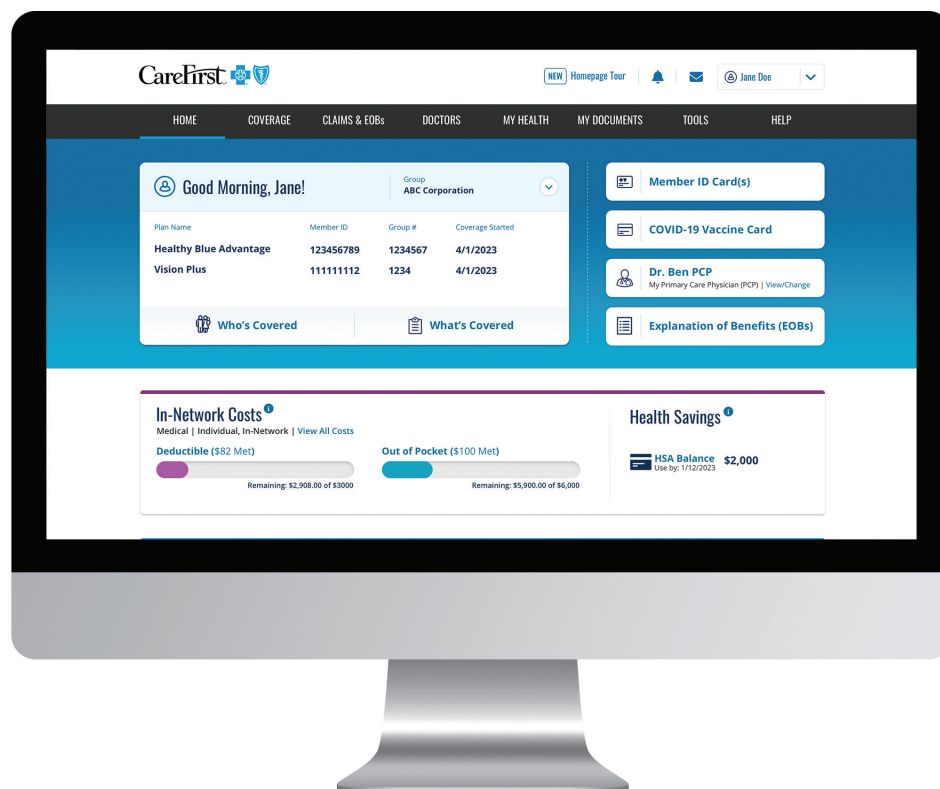 CareFirst
NEW Homepage Tour
Jane Doe
HOME COVERAGE CLAIMS & EOBs DOCTORS MY HEALTH MY DOCUMENTS TOOLS HELP
Good Morning, Jane!
Group
ABC Corporation
Plan Name Member ID Group # Coverage Started
Healthy Blue Advantage 123456789 1234567 4/1/2023
Vision Plus 111111112 1234 4/1/2023
Who's Covered What's Covered
Member ID Card(s)
COVID-19 Vaccine Card
Dr. Ben PCP
My Primary Care Physician (PCP) | View/Change
Explanation of Benefits (EOBs)
In-Network Costs
Medical | Individual, In-Network | View All Costs
Deductible ($82 Met)
Remaining: $2,908.00 of $3000
Out of Pocket ($100 Met)
Remaining: $5,900.00 of $6,000
Health Savings
HSA Balance $2,000
Use by: 1/12/2023